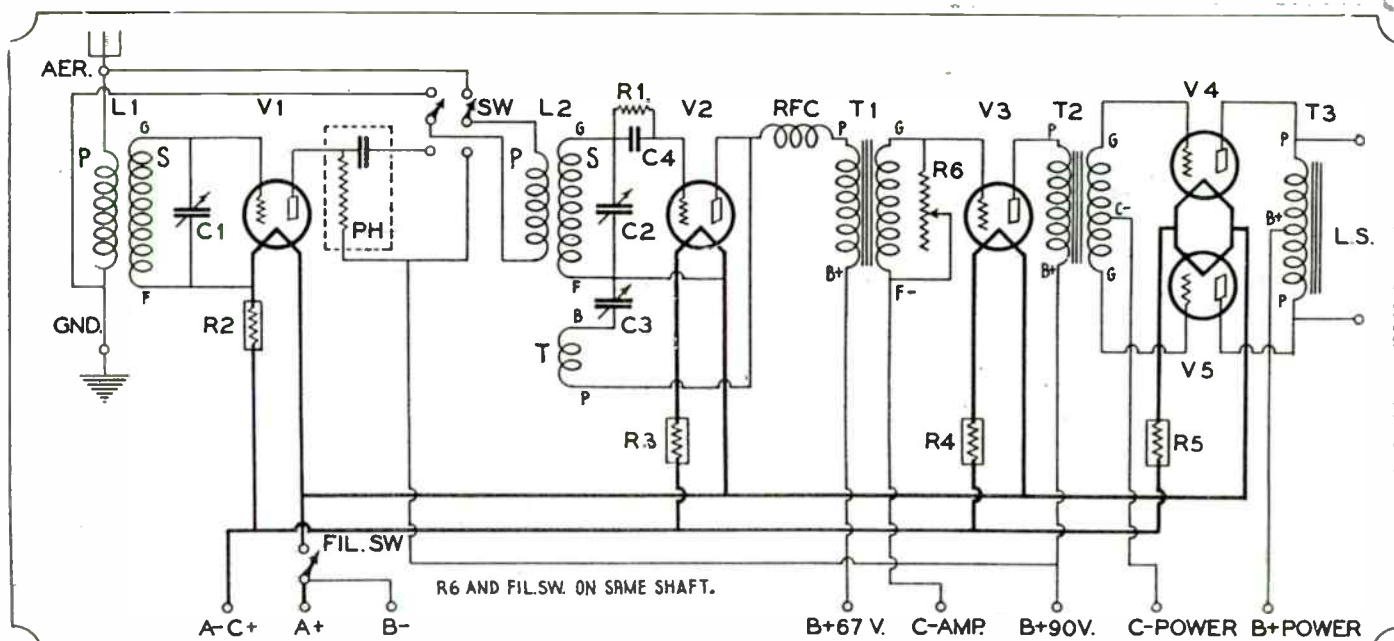 AER.
L1
V1
SW
L2
R1
V2
RFC
T1
V3
T2
V4
T3
P
G
S
C1
F
PH
P
G
S
C4
C2
F
C3
B
T
P
P
G
R6
B+
F-
P
G
C-
B+
G
P
B+
L.S.
P
V5
GND.
R2
R3
R4
R5
FIL.SW
R6 AND FIL.SW. ON SAME SHAFT.
A-C+
A+
B-
B+67 V.
C-AMP.
B+90V.
C-POWER
B+POWER